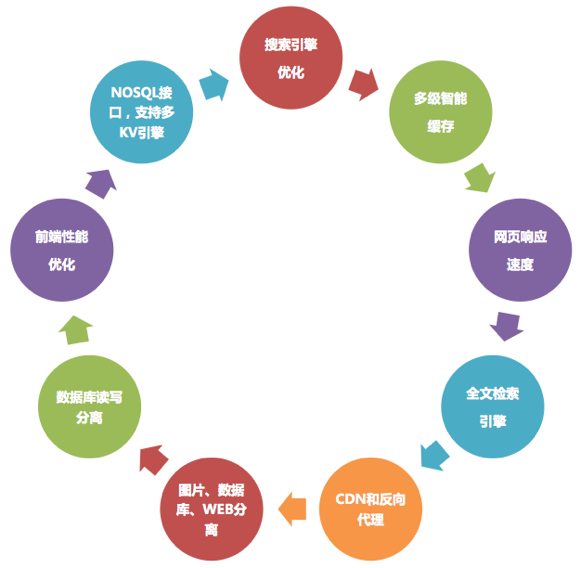 搜索引擎
优化
多级智能
缓存
网页响应
速度
全文检索
引擎
CDN和反向
代理
图片、数据
库、WEB分
离
数据库读写
分离
前端性能
优化
NOSQL接
口，支持多
KV引擎